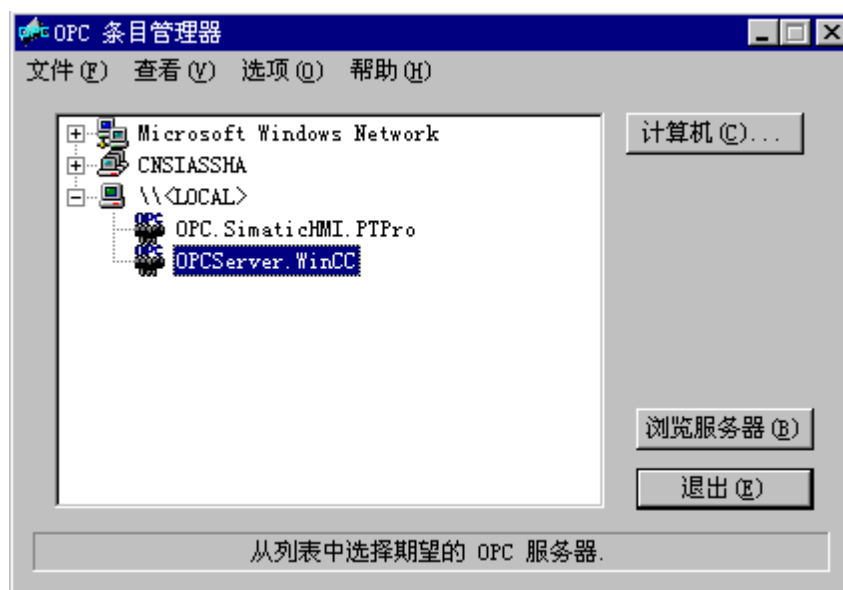 OPC 条目管理器
文件(F) 查看(V) 选项(O) 帮助(H)
Microsoft Windows Network
CNSIASSHA
\\<LOCAL>
OPC.SimaticHMI.PTPro
OPCServer.WinCC
计算机(C)...
浏览服务器(B)
退出(E)
从列表中选择期望的 OPC 服务器.